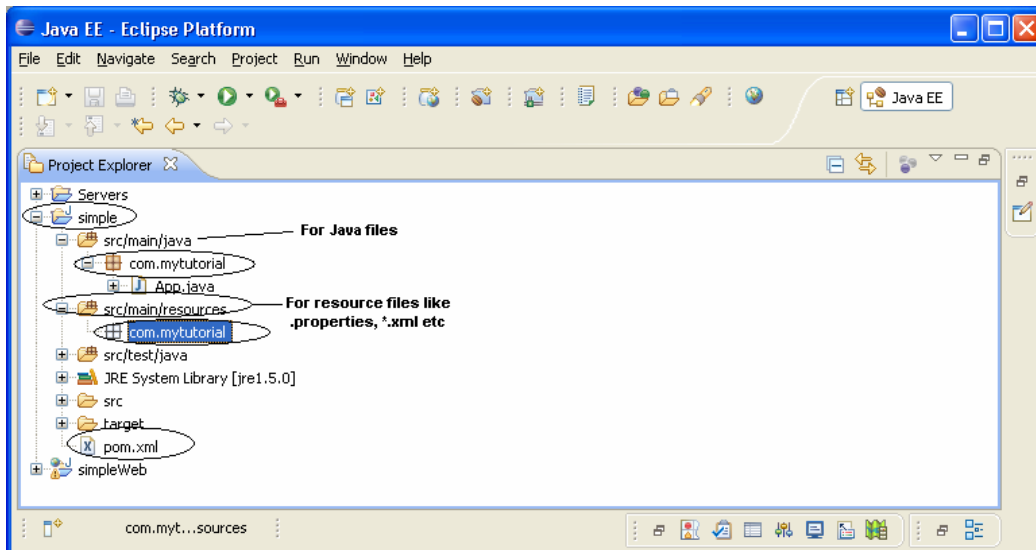 Java EE - Eclipse Platform
File Edit Navigate Search Project Run Window Help
Java EE
Project Explorer
Servers
simple
src/main/java
For Java files
com.mytutorial
App.java
src/main/resources
For resource files like
.properties, *.xml etc
com.mytutorial
src/test/java
JRE System Library [jre1.5.0]
src
target
pom.xml
simpleWeb
com.myt...sources